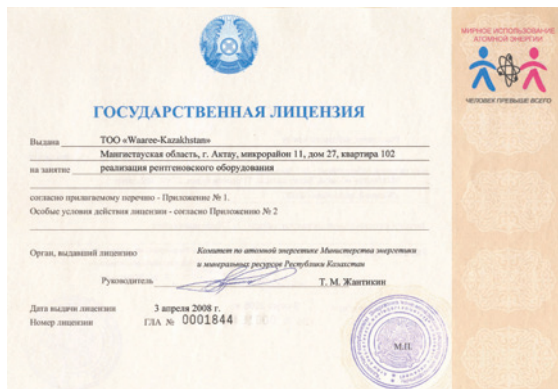 МИРНОЕ ИСПОЛЬЗОВАНИЕ
АТОМНОЙ ЭНЕРГИИ
ЧЕЛОВЕК ПРЕВЫШЕ ВСЕГО
ГОСУДАРСТВЕННАЯ ЛИЦЕНЗИЯ
Выдана ТОО «Waaree-Kazakhstan»
Мангистауская область, г. Актау, микрорайон 11, дом 27, квартира 102
на занятие реализация рентгеновского оборудования
согласно прилагаемому перечню - Приложение № 1.
Особые условия действия лицензии - согласно Приложению № 2
Орган, выдавший лицензию Комитет по атомной энергетике Министерства энергетики
и минеральных ресурсов Республики Казахстан
Руководитель Т. М. Жантикин
Дата выдачи лицензии 3 апреля 2008 г.
Номер лицензии ГЛА № 0001844
М.П.